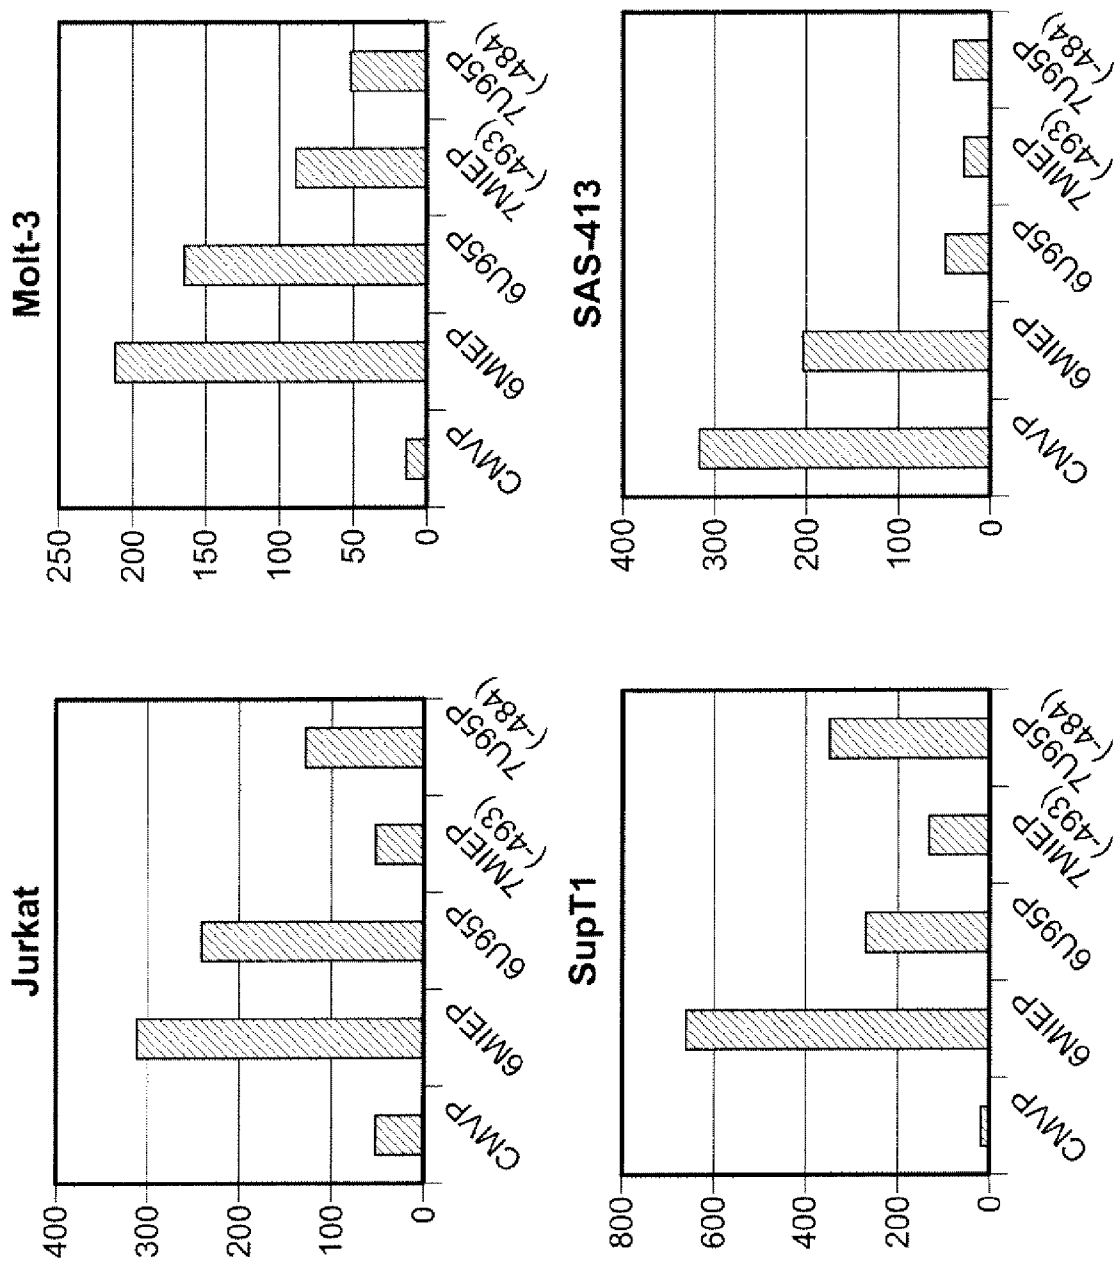 Jurkat
400
300
200
100
0
CMVP
6MIEP
6U95P
7MIEP
(-493)
7U95P
(-484)
Molt-3
250
200
150
100
50
0
CMVP
6MIEP
6U95P
7MIEP
(-493)
7U95P
(-484)
SupT1
800
600
400
200
0
CMVP
6MIEP
6U95P
7MIEP
(-493)
7U95P
(-484)
SAS-413
400
300
200
100
0
CMVP
6MIEP
6U95P
7MIEP
(-493)
7U95P
(-484)